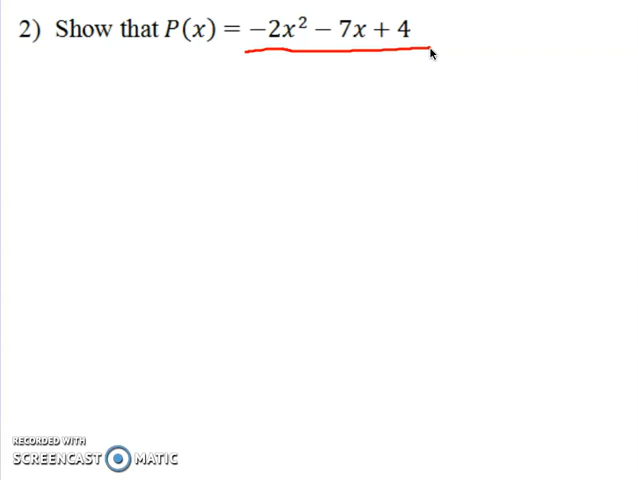 2) Show that P(x) = −2x² − 7x + 4
RECORDED WITH
SCREENCAST MATIC